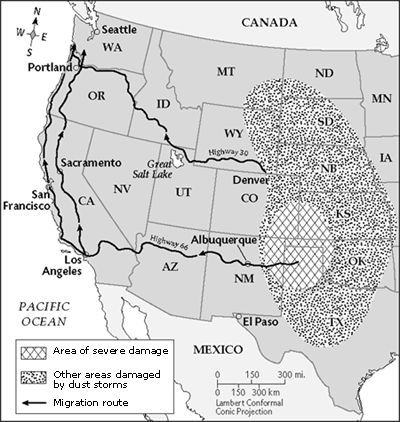 CANADA
N
W E
S
Seattle
WA
Portland
MT
ND
MN
OR
ID
SD
WY
Highway 30
IA
Great
Salt Lake
NB
Sacramento
Denver
San
Francisco
NV
UT
CO
KS
CA
Albuquerque
Highway 66
Los
Angeles
AZ
NM
OK
PACIFIC
OCEAN
El Paso
TX
MEXICO
Area of severe damage
Other areas damaged
by dust storms
Migration route
0 150 300 mi.
0 150 300 km
Lambert Conformal
Conic Projection